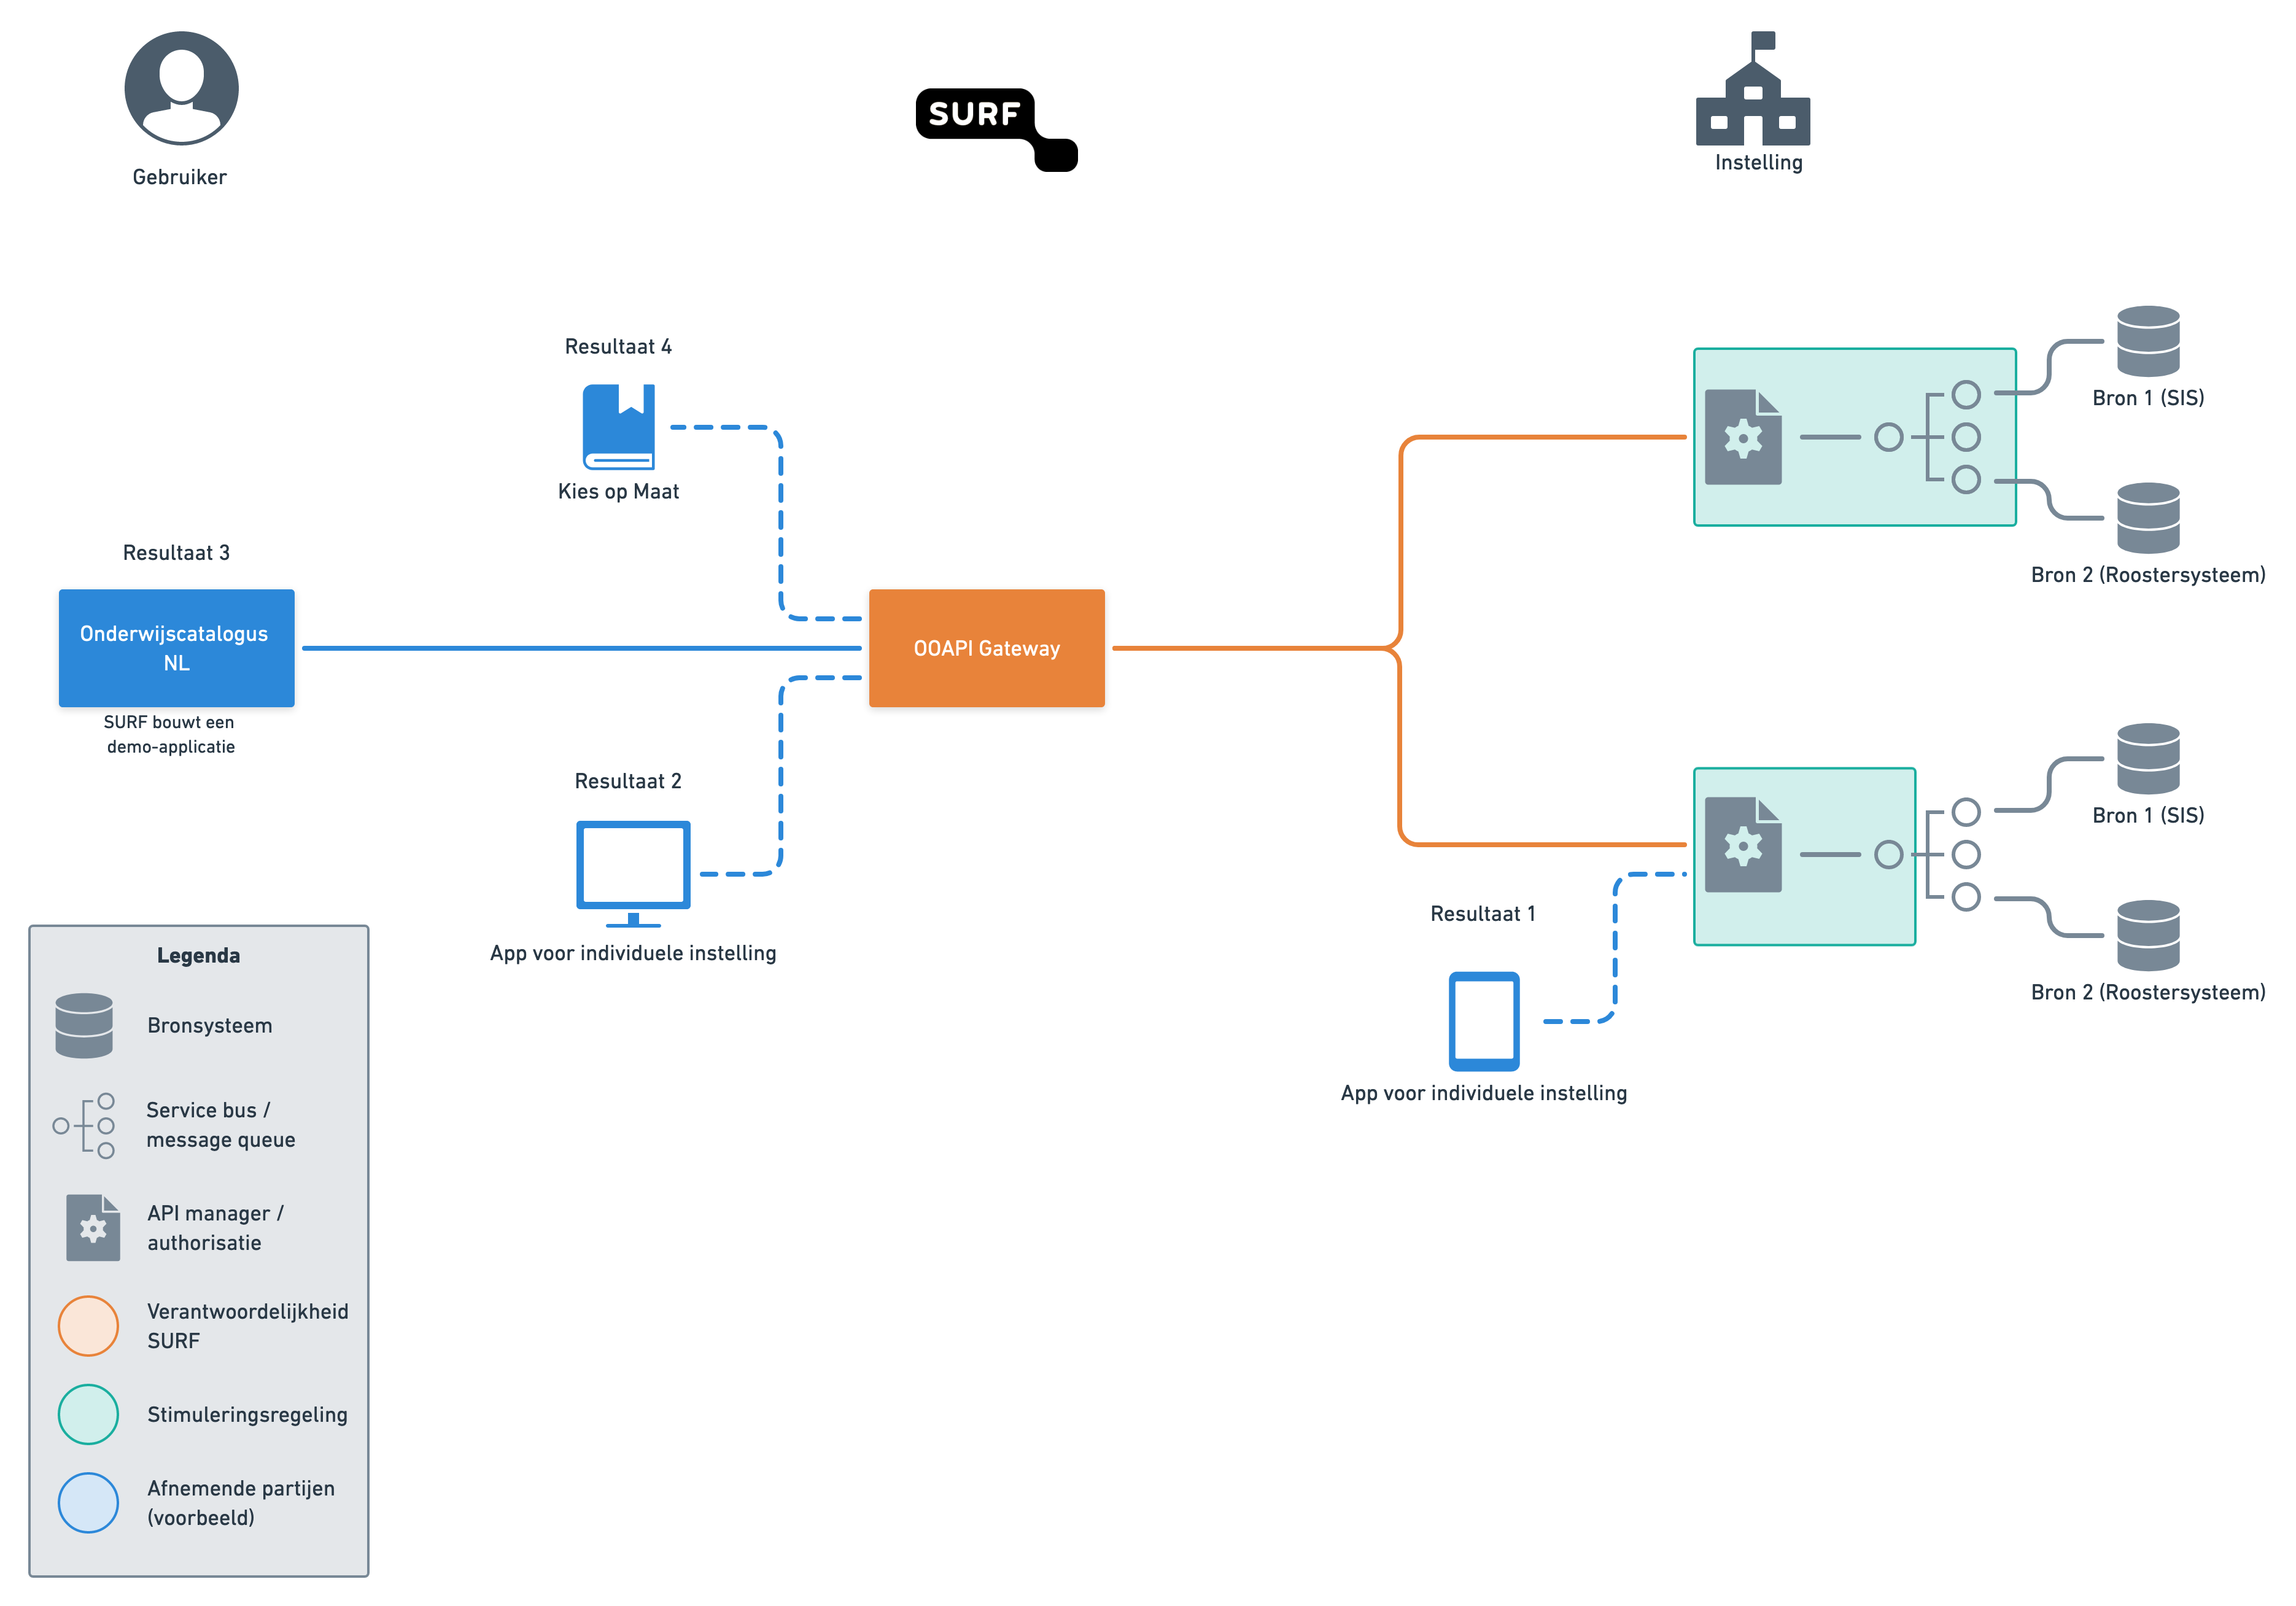 Gebruiker
SURF
Instelling
Resultaat 4
Kies op Maat
Bron 1 (SIS)
Bron 2 (Roostersysteem)
Resultaat 3
Onderwijscatalogus
NL
SURF bouwt een
demo-applicatie
OOAPI Gateway
Resultaat 2
App voor individuele instelling
Bron 1 (SIS)
Bron 2 (Roostersysteem)
Resultaat 1
App voor individuele instelling
Legenda
Bronsysteem
Service bus /
message queue
API manager /
authorisatie
Verantwoordelijkheid
SURF
Stimuleringsregeling
Afnemende partijen
(voorbeeld)